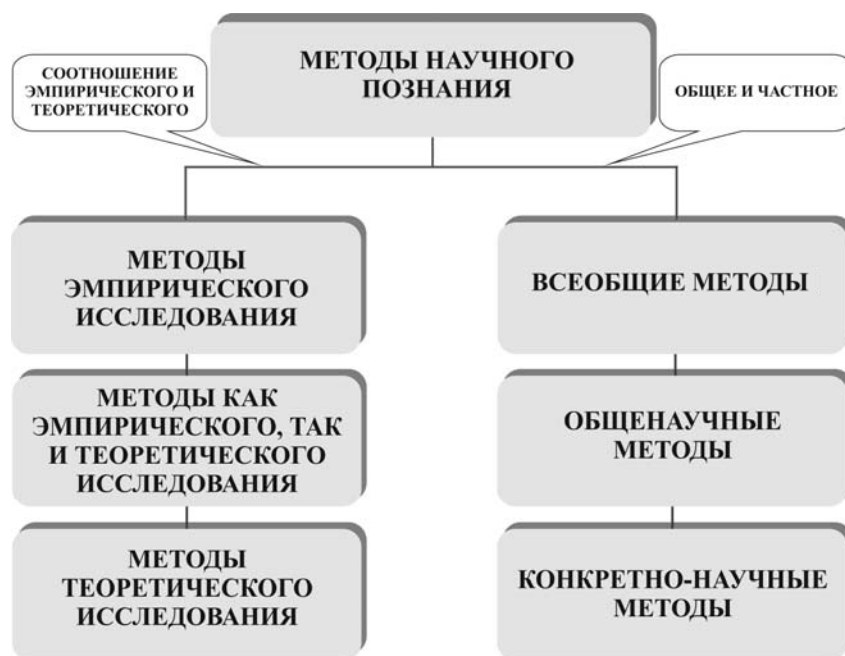 МЕТОДЫ НАУЧНОГО
ПОЗНАНИЯ
СООТНОШЕНИЕ
ЭМПИРИЧЕСКОГО И
ТЕОРЕТИЧЕСКОГО
ОБЩЕЕ И ЧАСТНОЕ
МЕТОДЫ
ЭМПИРИЧЕСКОГО
ИССЛЕДОВАНИЯ
МЕТОДЫ КАК
ЭМПИРИЧЕСКОГО, ТАК
И ТЕОРЕТИЧЕСКОГО
ИССЛЕДОВАНИЯ
МЕТОДЫ
ТЕОРЕТИЧЕСКОГО
ИССЛЕДОВАНИЯ
ВСЕОБЩИЕ МЕТОДЫ
ОБЩЕНАУЧНЫЕ
МЕТОДЫ
КОНКРЕТНО-НАУЧНЫЕ
МЕТОДЫ